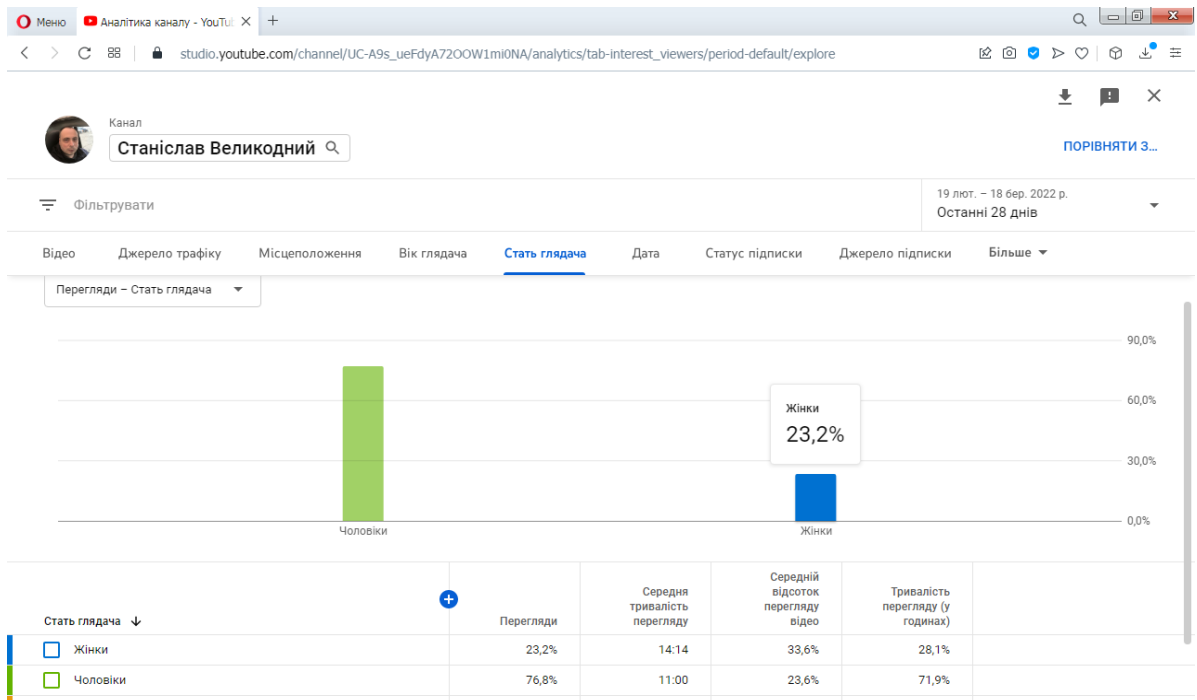 Меню
Аналітика каналу - YouTu
studio.youtube.com/channel/UC-A9s_ueFdyA72OOW1mi0NA/analytics/tab-interest_viewers/period-default/explore
Канал
Станіслав Великодний
ПОРІВНЯТИ З...
Фільтрувати
19 лют. – 18 бер. 2022 р.
Останні 28 днів
Відео Джерело трафіку Місцеположення Вік глядача Стать глядача Дата Статус підписки Джерело підписки Більше
Перегляди – Стать глядача
90,0%
60,0%
30,0%
0,0%
Жінки
23,2%
Чоловіки Жінки
Стать глядача
Перегляди
Середня
тривалість
перегляду
Середній
відсоток
перегляду
відео
Тривалість
перегляду (у
годинах)
Жінки 23,2% 14:14 33,6% 28,1%
Чоловіки 76,8% 11:00 23,6% 71,9%